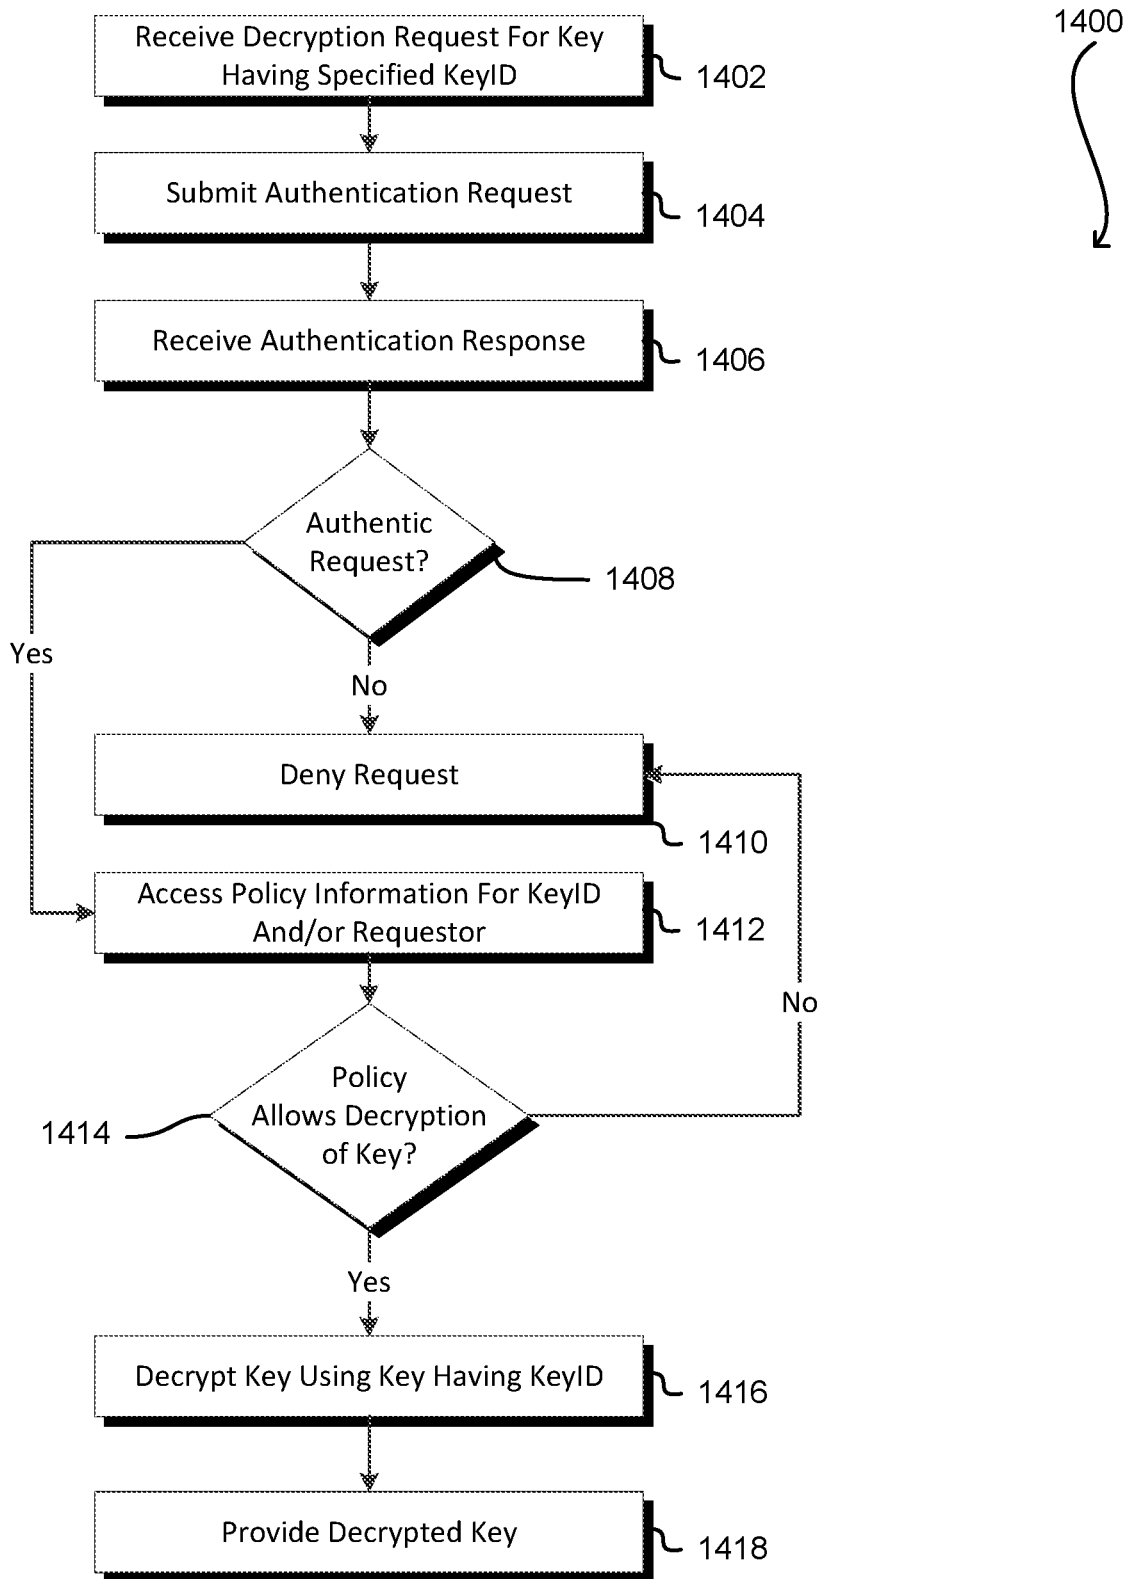 1400
Receive Decryption Request For Key
Having Specified KeyID
1402
Submit Authentication Request
1404
Receive Authentication Response
1406
Authentic
Request?
1408
Yes
No
Deny Request
1410
Access Policy Information For KeyID
And/or Requestor
1412
No
Policy
Allows Decryption
of Key?
1414
Yes
Decrypt Key Using Key Having KeyID
1416
Provide Decrypted Key
1418